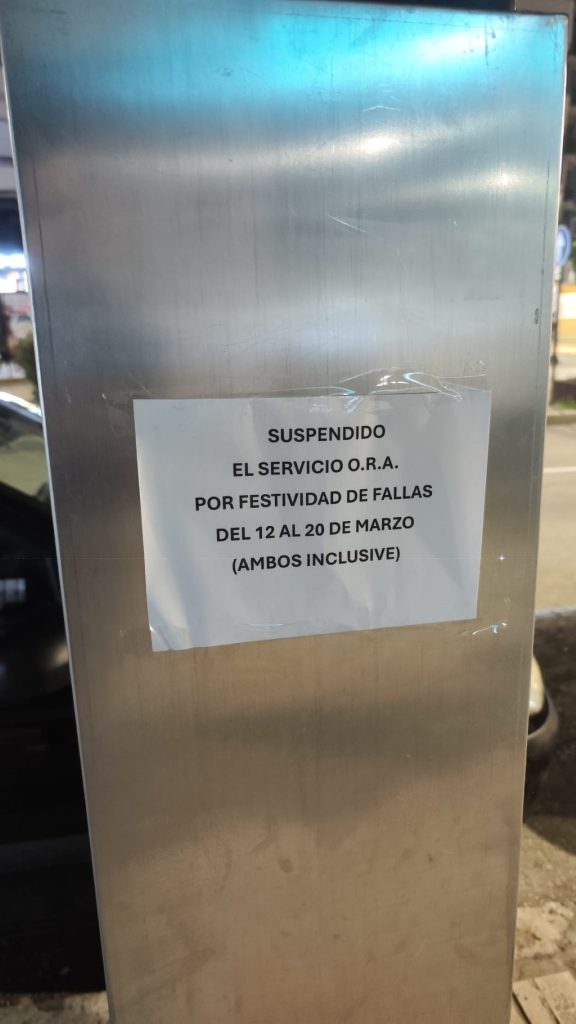 SUSPENDIDO
EL SERVICIO O.R.A.
POR FESTIVIDAD DE FALLAS
DEL 12 AL 20 DE MARZO
(AMBOS INCLUSIVE)